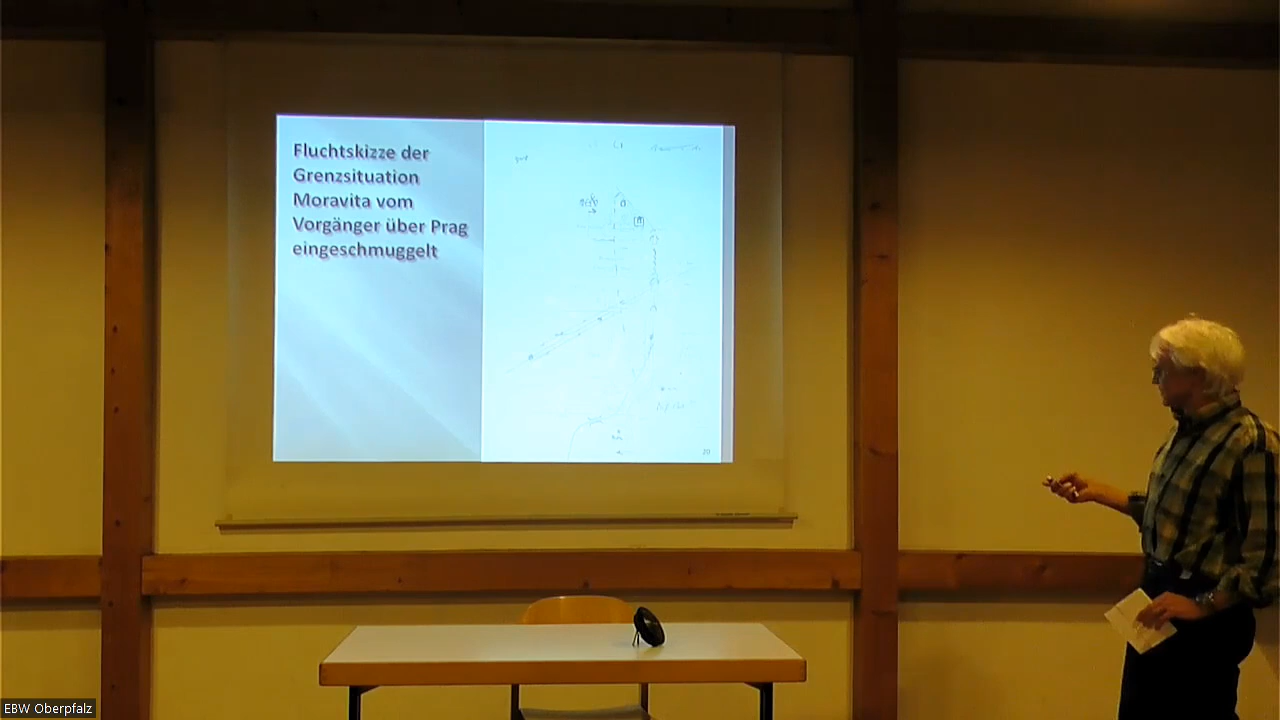 Fluchtskizze der
Grenzsituation
Moravita vom
Vorgänger über Prag
eingeschmuggelt
20
EBW Oberpfalz